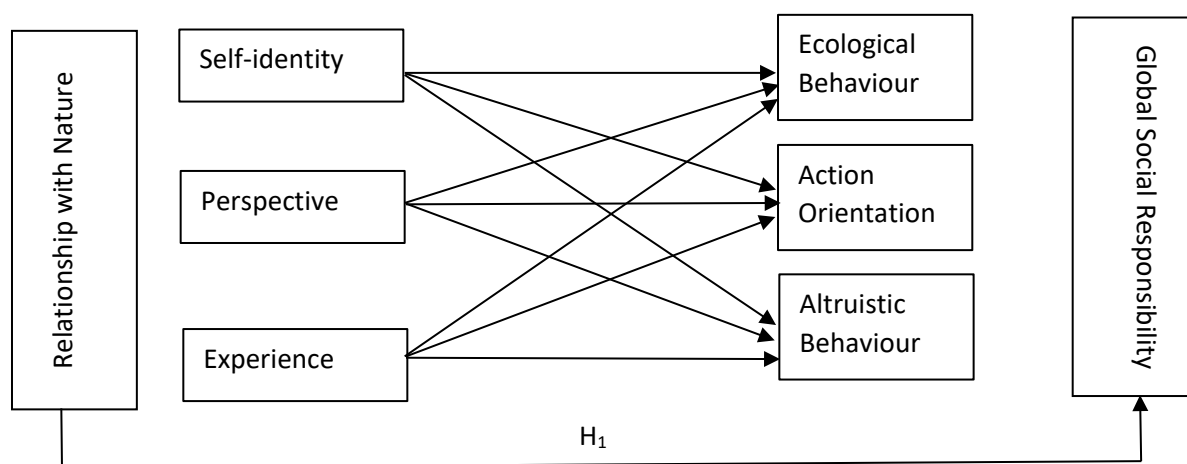 Relationship with Nature
Self-identity
Perspective
Experience
Ecological
Behaviour
Action
Orientation
Altruistic
Behaviour
Global Social Responsibility
H₁